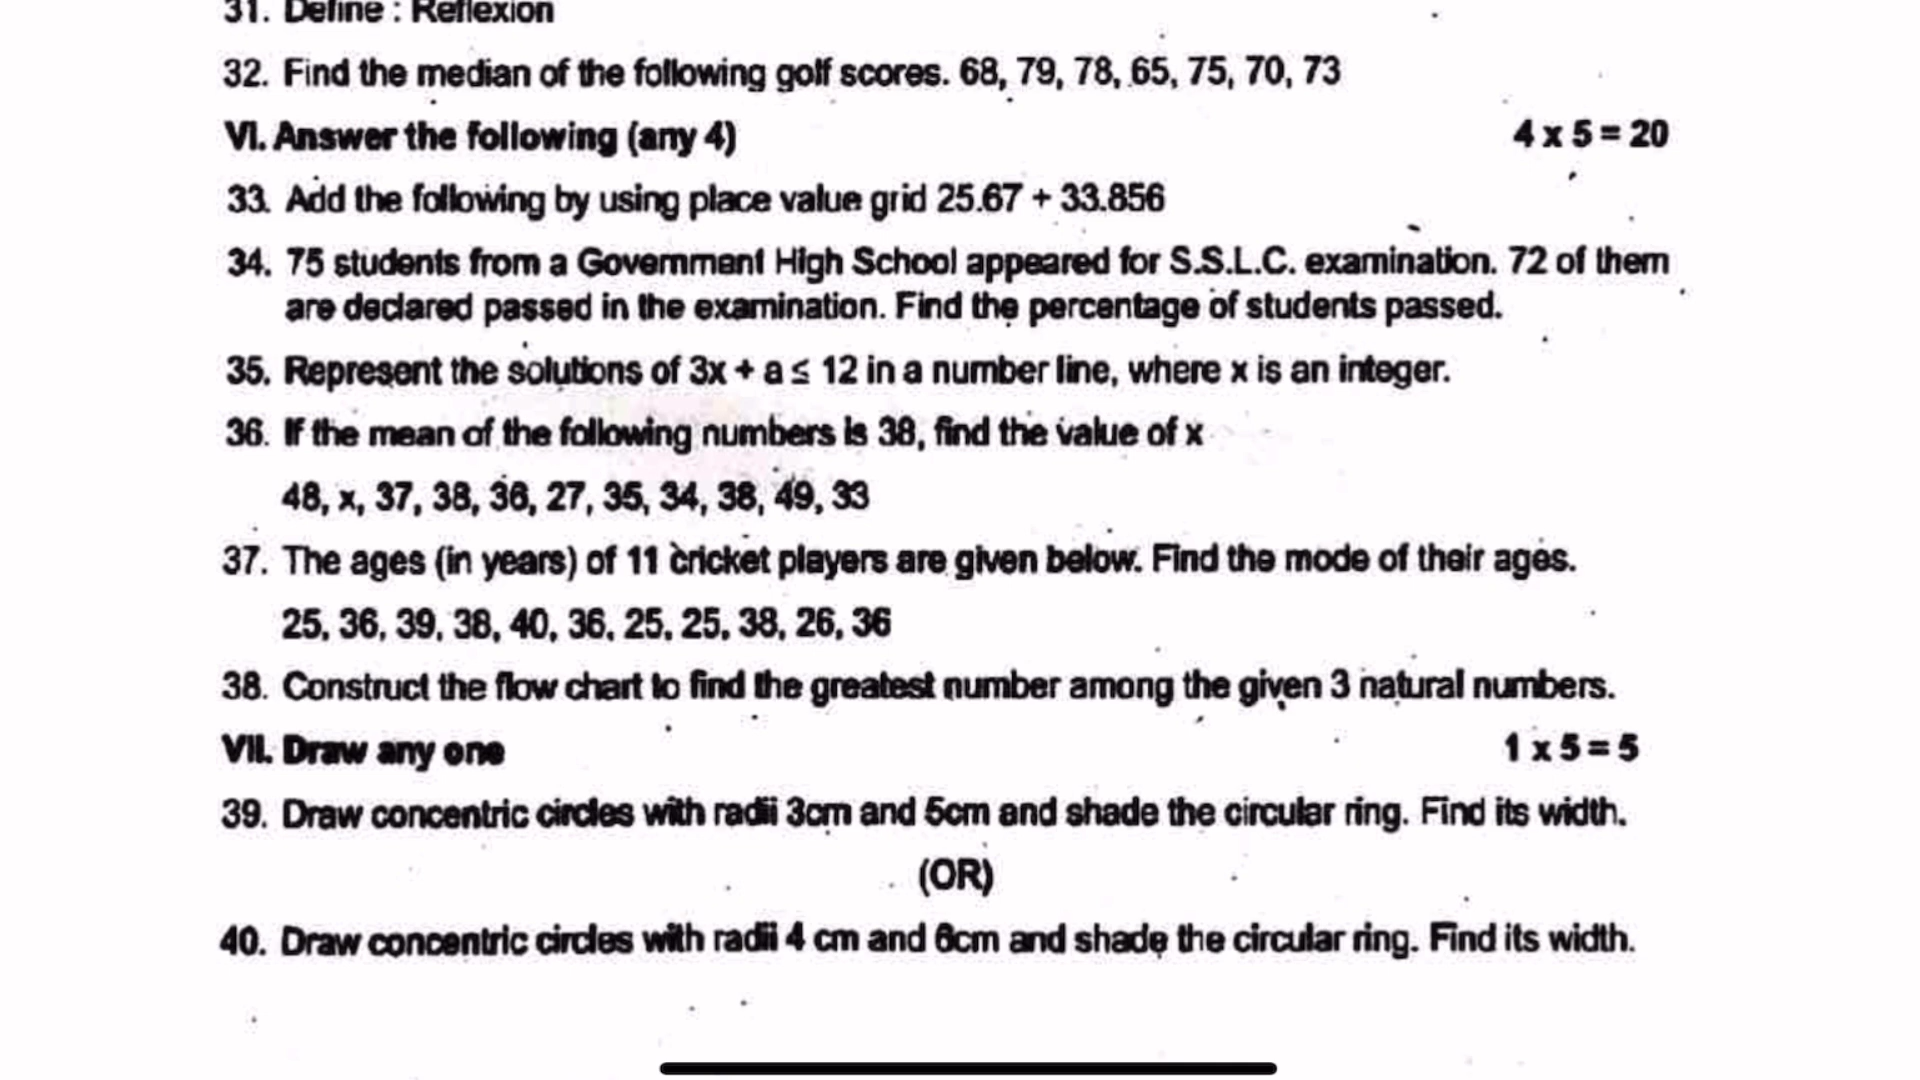 31. Define : Reflexion
32. Find the median of the following golf scores. 68, 79, 78, 65, 75, 70, 73
VI. Answer the following (any 4) 4 x 5 = 20
33. Add the following by using place value grid 25.67 + 33.856
34. 75 students from a Government High School appeared for S.S.L.C. examination. 72 of them
are declared passed in the examination. Find the percentage of students passed.
35. Represent the solutions of 3x + a ≤ 12 in a number line, where x is an integer.
36. If the mean of the following numbers is 38, find the value of x
48, x, 37, 38, 36, 27, 35, 34, 38, 49, 33
37. The ages (in years) of 11 cricket players are given below. Find the mode of their ages.
25, 36, 39, 38, 40, 36, 25, 25, 38, 26, 36
38. Construct the flow chart to find the greatest number among the given 3 natural numbers.
VII. Draw any one 1 x 5 = 5
39. Draw concentric circles with radii 3cm and 5cm and shade the circular ring. Find its width.
(OR)
40. Draw concentric circles with radii 4 cm and 6cm and shade the circular ring. Find its width.